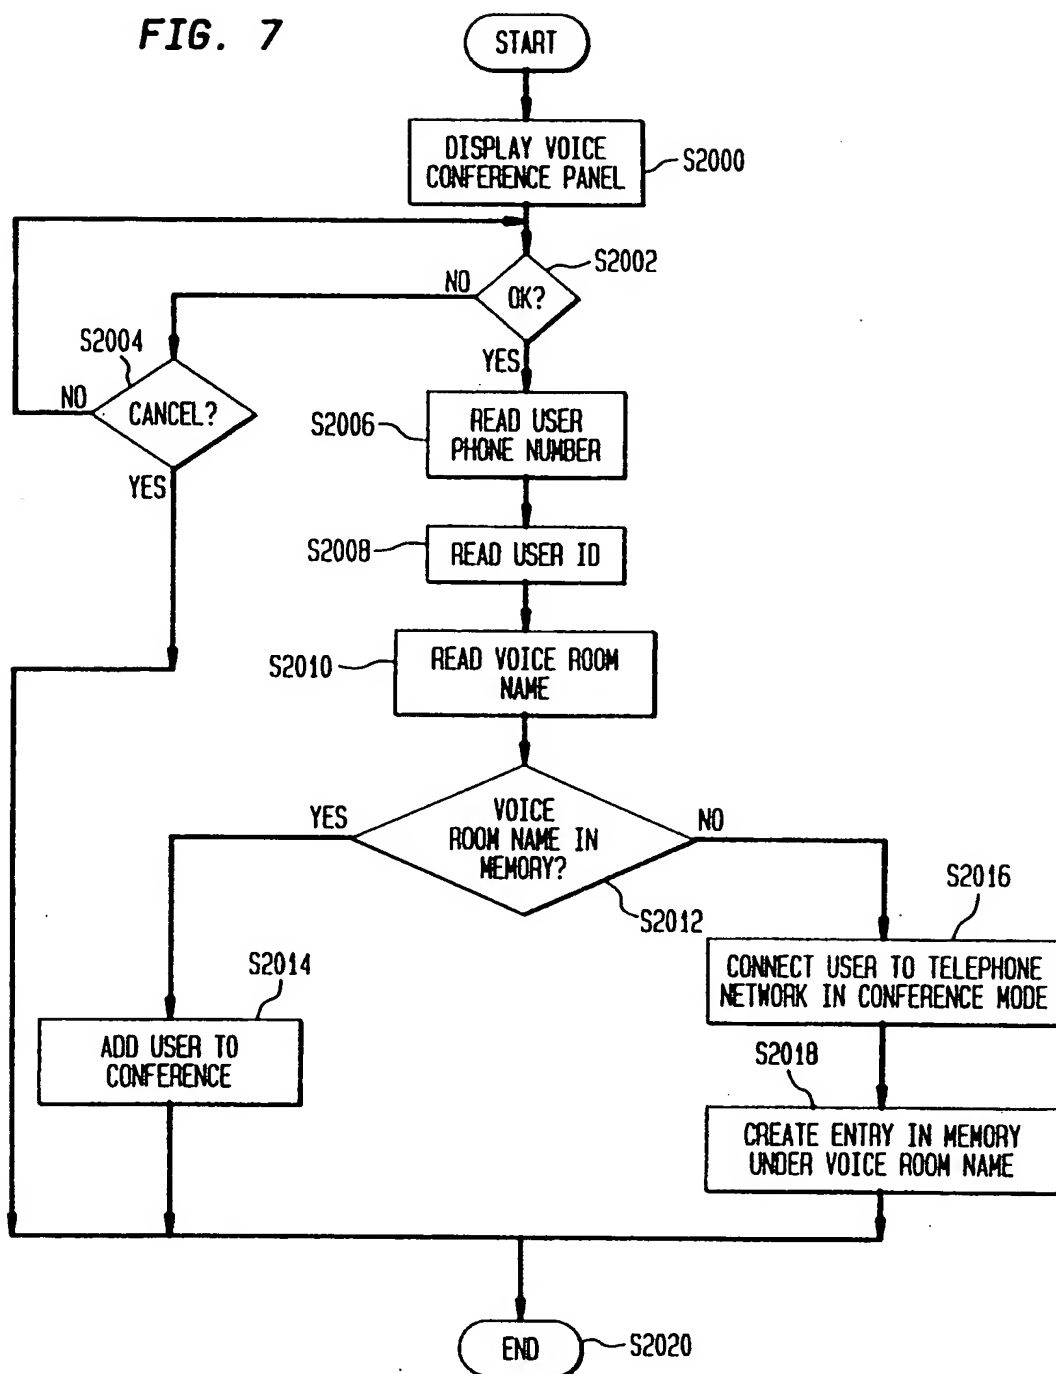 FIG. 7
START
DISPLAY VOICE
CONFERENCE PANEL
S2000
S2002
NO
OK?
S2004
YES
NO
CANCEL?
S2006
READ USER
PHONE NUMBER
YES
S2008
READ USER ID
S2010
READ VOICE ROOM
NAME
YES
VOICE
ROOM NAME IN
MEMORY?
NO
S2012
S2016
S2014
CONNECT USER TO TELEPHONE
NETWORK IN CONFERENCE MODE
ADD USER TO
CONFERENCE
S2018
CREATE ENTRY IN MEMORY
UNDER VOICE ROOM NAME
END
S2020